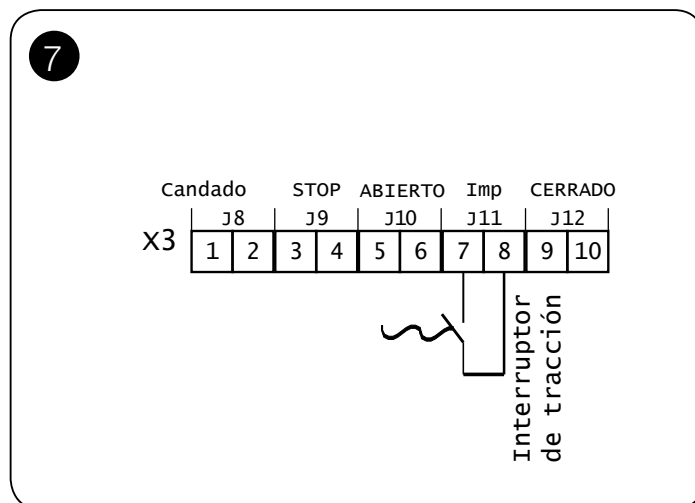 7
Candado STOP ABIERTO Imp CERRADO
J8 J9 J10 J11 J12
X3 1 2 3 4 5 6 7 8 9 10
Interruptor
de tracción